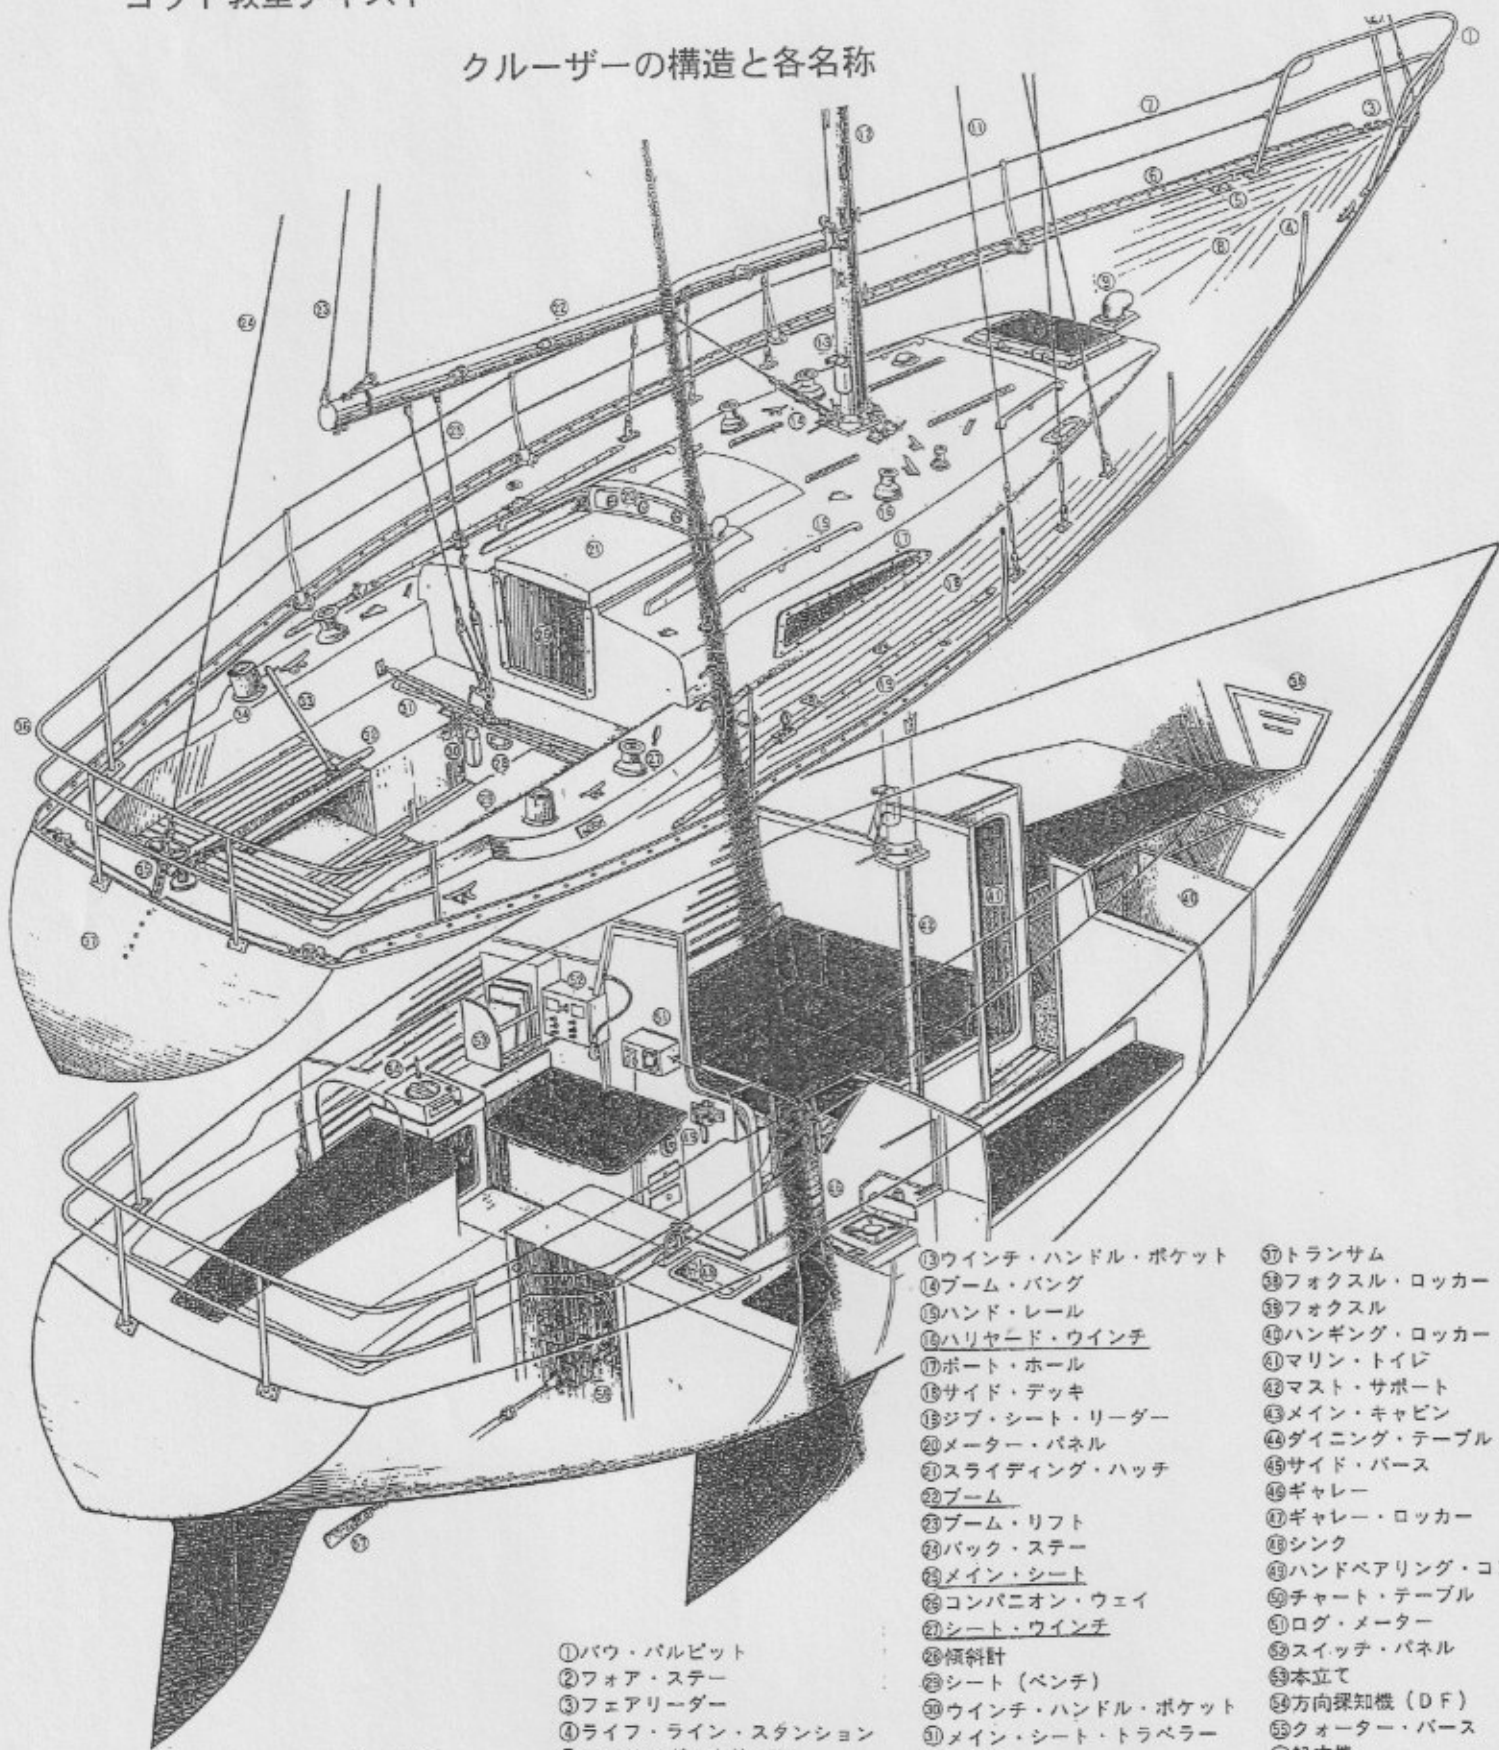 ヨット教室テキスト
クルーザーの構造と各名称
①バウ・パルピット
②フォア・ステー
③フェアリーダー
④ライフ・ライン・スタンション
⑬ウインチ・ハンドル・ポケット
⑭ブーム・バング
⑮ハンド・レール
⑯ハリヤード・ウインチ
⑰ポート・ホール
⑱サイド・デッキ
⑲ジブ・シート・リーダー
⑳メーター・パネル
㉑スライディング・ハッチ
㉒ブーム
㉓ブーム・リフト
㉔バック・ステー
㉕メイン・シート
㉖コンパニオン・ウェイ
㉗シート・ウインチ
㉘傾斜計
㉙シート (ベンチ)
㉚ウインチ・ハンドル・ポケット
㉛メイン・シート・トラベラー
㊲トランサム
㊳フォクスル・ロッカー
㊴フォクスル
㊵ハンギング・ロッカー
㊶マリン・トイレ
㊷マスト・サポート
㊸メイン・キャビン
㊹ダイニング・テーブル
㊺サイド・バース
㊻ギャレー
㊼ギャレー・ロッカー
㊽シンク
㊾ハンドベアリング・コ
㊿チャート・テーブル
51ログ・メーター
52スイッチ・パネル
53本立て
54方向探知機 (DF)
55クォーター・バース